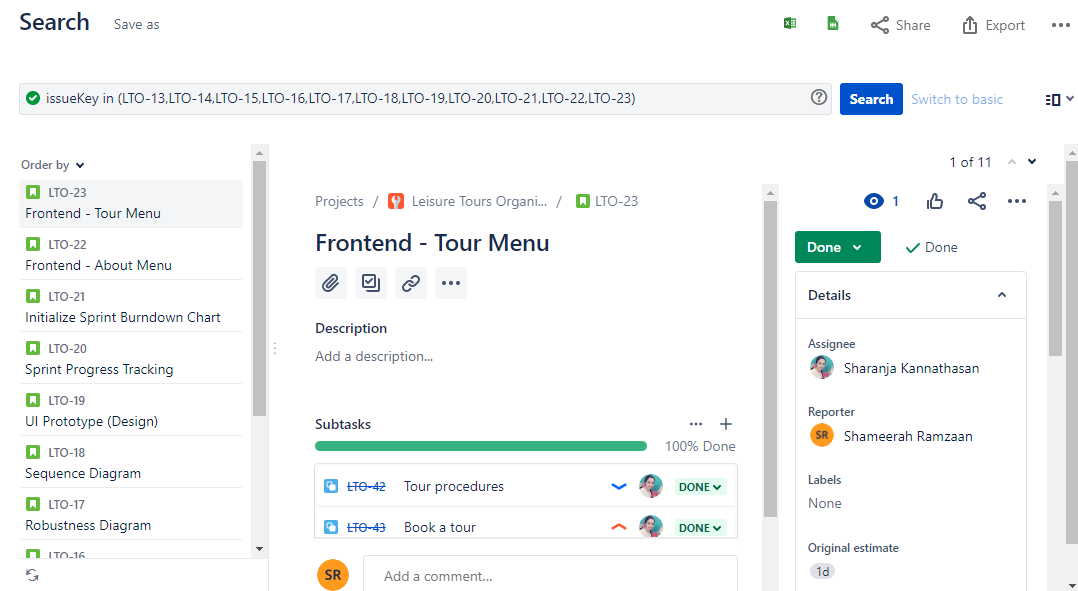 Search Save as Share Export
issueKey in (LTO-13,LTO-14,LTO-15,LTO-16,LTO-17,LTO-18,LTO-19,LTO-20,LTO-21,LTO-22,LTO-23) Search Switch to basic
Order by
LTO-23
Frontend - Tour Menu
LTO-22
Frontend - About Menu
LTO-21
Initialize Sprint Burndown Chart
LTO-20
Sprint Progress Tracking
LTO-19
UI Prototype (Design)
LTO-18
Sequence Diagram
LTO-17
Robustness Diagram
LTO-16
1 of 11
Projects / Leisure Tours Organi... / LTO-23
Frontend - Tour Menu
Description
Add a description...
Subtasks
100% Done
LTO-42 Tour procedures DONE
LTO-43 Book a tour DONE
SR Add a comment...
1
Done Done
Details
Assignee
Sharanja Kannathasan
Reporter
SR Shameerah Ramzaan
Labels
None
Original estimate
1d